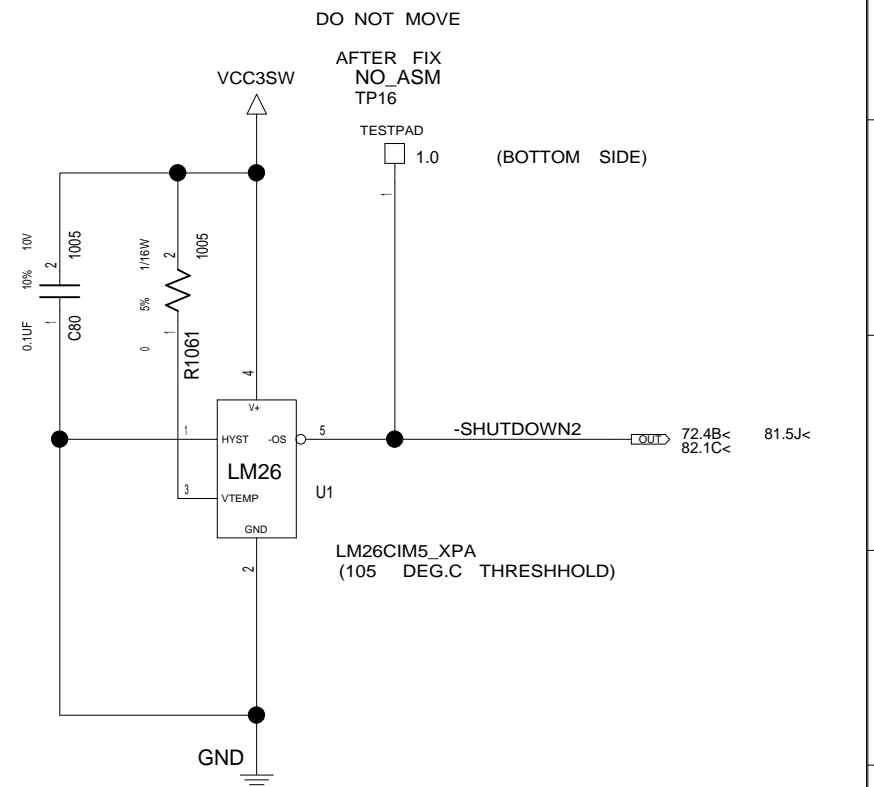 DO NOT MOVE
AFTER FIX
NO_ASM
TP16
VCC3SW
TESTPAD
1.0 (BOTTOM SIDE)
1
0.1UF 10% 10V
1 2
C80 1005
0 5% 1/16W
1 2
R1061 1005
4
V+
1 HYST -OS 5
-SHUTDOWN2
OUT
72.4B< 81.5J<
82.1C<
LM26
3 VTEMP
U1
GND
2
LM26CIM5_XPA
(105 DEG.C THRESHHOLD)
GND